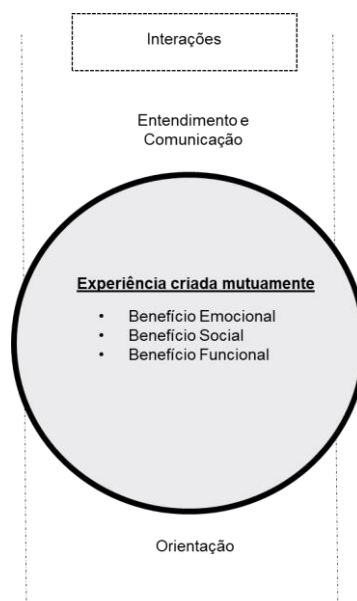 Interações
Entendimento e
Comunicação
Experiência criada mutuamente
• Benefício Emocional
• Benefício Social
• Benefício Funcional
Orientação